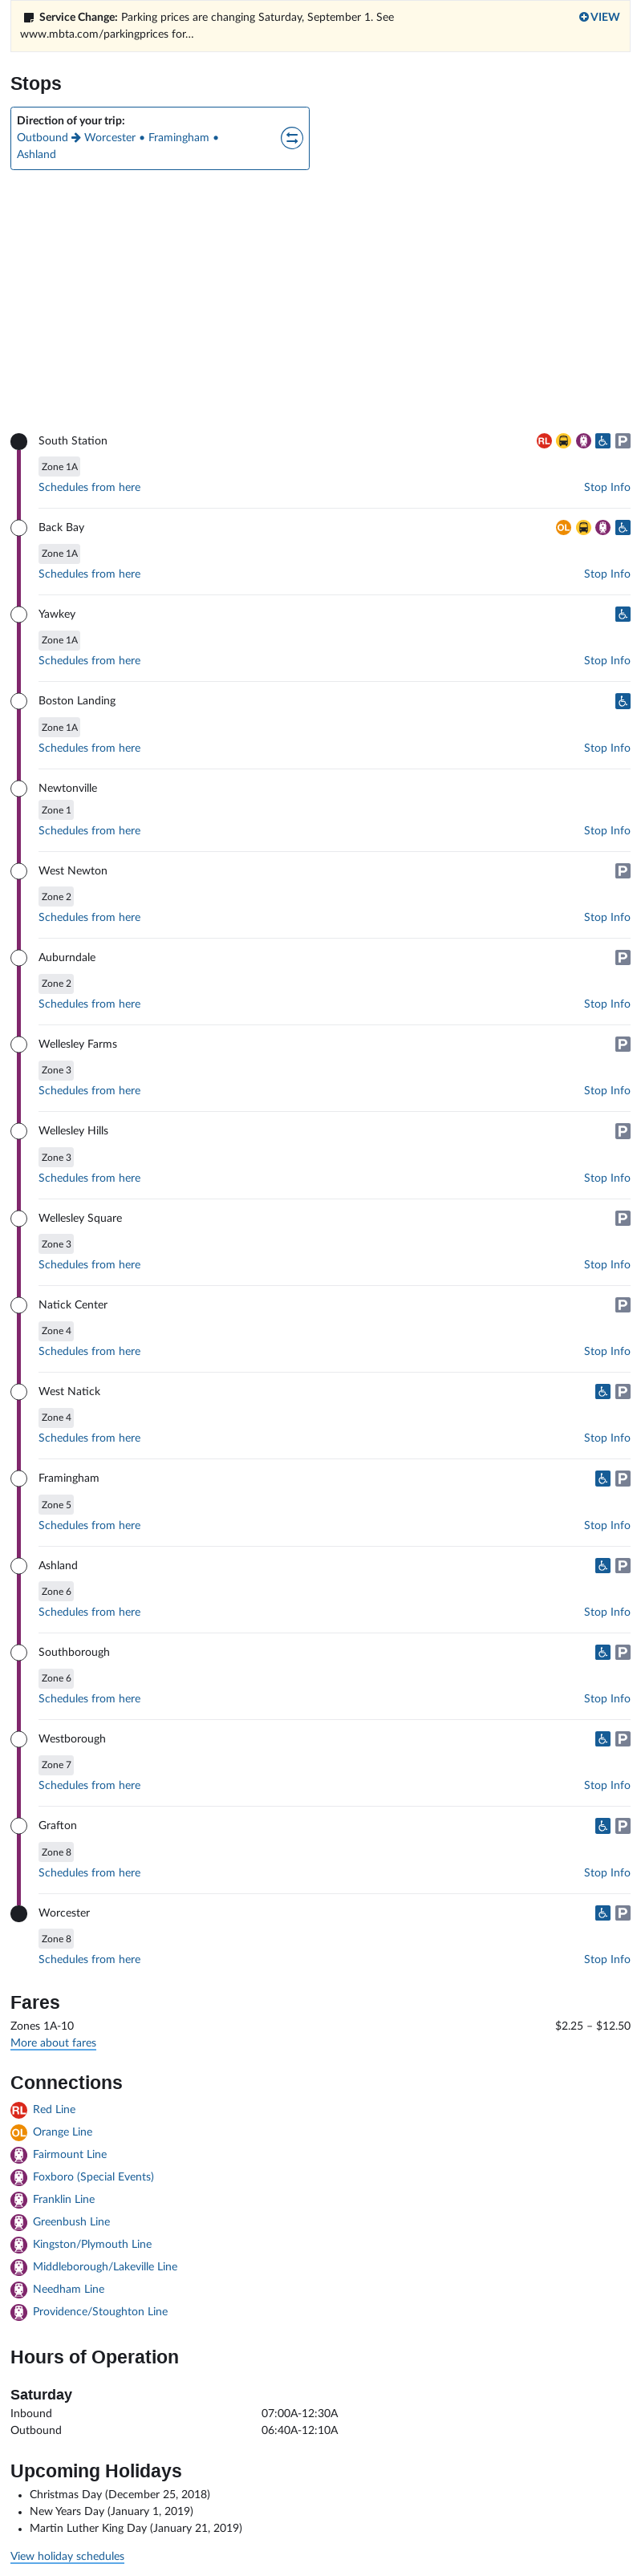 Service Change: Parking prices are changing Saturday, September 1. See
www.mbta.com/parkingprices for...
VIEW
Stops
Direction of your trip:
Outbound → Worcester • Framingham •
Ashland
South Station
RL
P
Zone 1A
Schedules from here
Stop Info
Back Bay
OL
Zone 1A
Schedules from here
Stop Info
Yawkey
Zone 1A
Schedules from here
Stop Info
Boston Landing
Zone 1A
Schedules from here
Stop Info
Newtonville
Zone 1
Schedules from here
Stop Info
West Newton
P
Zone 2
Schedules from here
Stop Info
Auburndale
P
Zone 2
Schedules from here
Stop Info
Wellesley Farms
P
Zone 3
Schedules from here
Stop Info
Wellesley Hills
P
Zone 3
Schedules from here
Stop Info
Wellesley Square
P
Zone 3
Schedules from here
Stop Info
Natick Center
P
Zone 4
Schedules from here
Stop Info
West Natick
P
Zone 4
Schedules from here
Stop Info
Framingham
P
Zone 5
Schedules from here
Stop Info
Ashland
P
Zone 6
Schedules from here
Stop Info
Southborough
P
Zone 6
Schedules from here
Stop Info
Westborough
P
Zone 7
Schedules from here
Stop Info
Grafton
P
Zone 8
Schedules from here
Stop Info
Worcester
P
Zone 8
Schedules from here
Stop Info
Fares
Zones 1A-10 $2.25 – $12.50
More about fares
Connections
RL Red Line
OL Orange Line
Fairmount Line
Foxboro (Special Events)
Franklin Line
Greenbush Line
Kingston/Plymouth Line
Middleborough/Lakeville Line
Needham Line
Providence/Stoughton Line
Hours of Operation
Saturday
Inbound 07:00A-12:30A
Outbound 06:40A-12:10A
Upcoming Holidays
• Christmas Day (December 25, 2018)
• New Years Day (January 1, 2019)
• Martin Luther King Day (January 21, 2019)
View holiday schedules